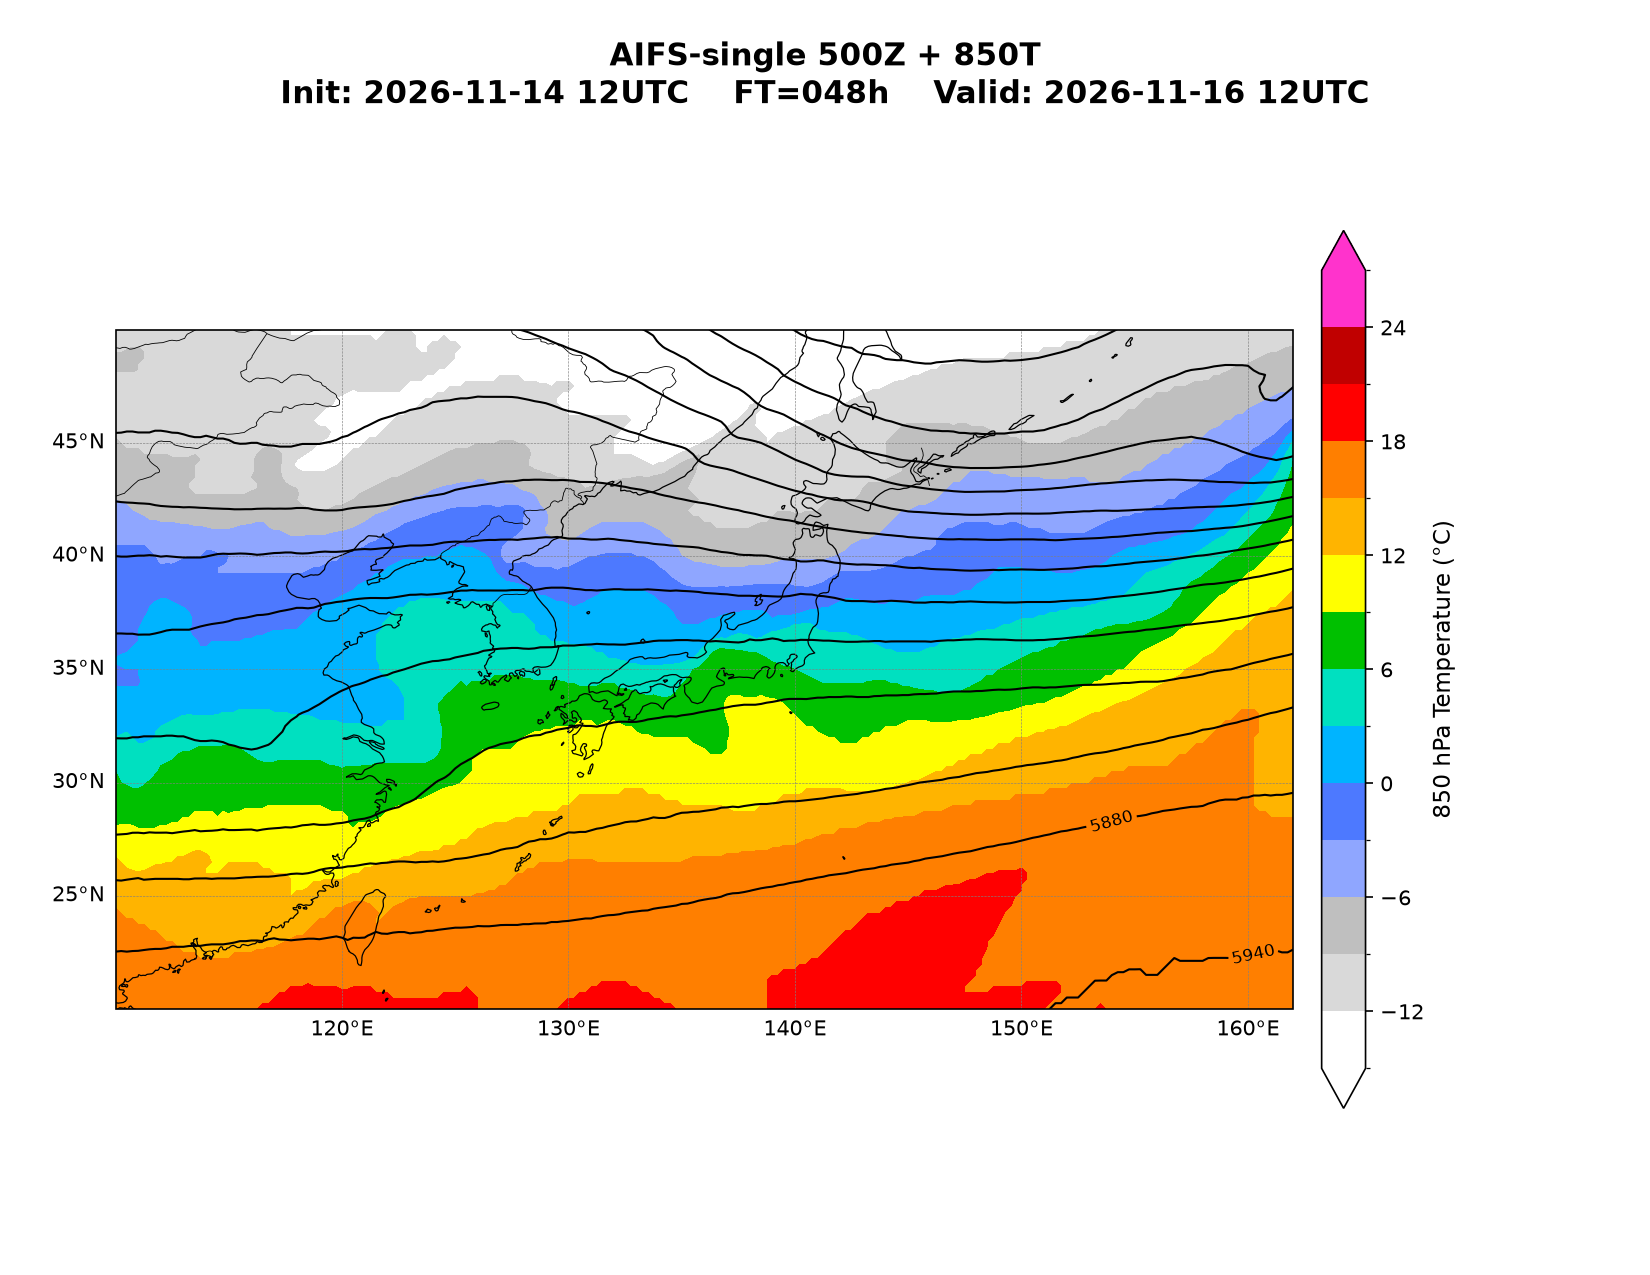 AIFS-single 500Z + 850T
Init: 2026-11-14 12UTC    FT=048h    Valid: 2026-11-16 12UTC
24
18
12
6
0
−6
−12
850 hPa Temperature (°C)
45°N
40°N
35°N
30°N
25°N
5880
5940
120°E
130°E
140°E
150°E
160°E